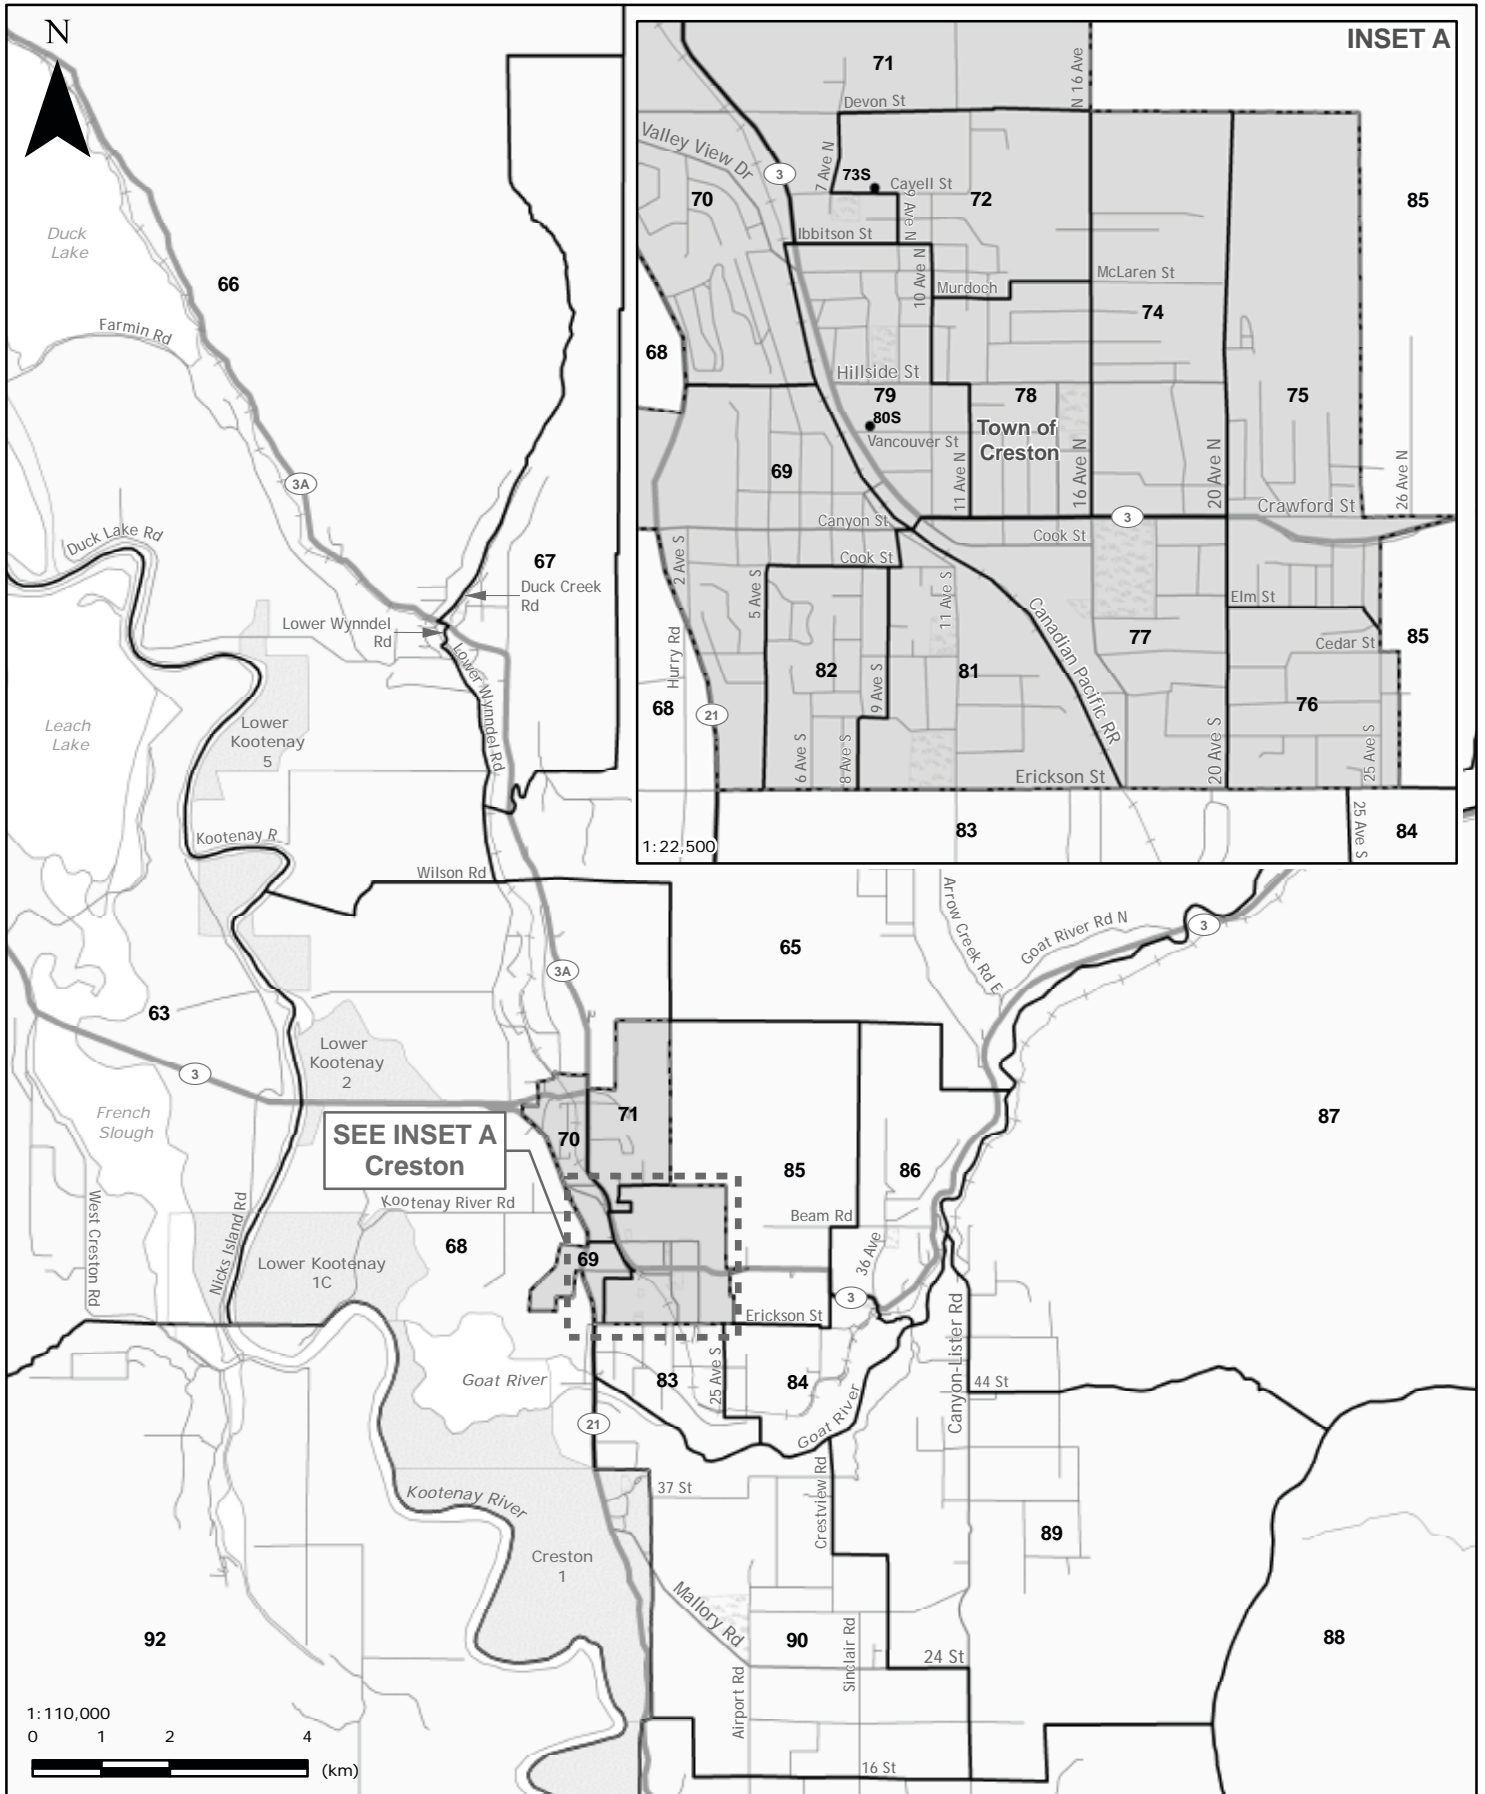 N
INSET A
71
Devon St
N 16 Ave
Valley View Dr
3
7 Ave N
73S
Cavell St
9 Ave N
70
72
85
Ibbitson St
10 Ave N
Murdoch
McLaren St
74
68
Hillside St
79
80S
Vancouver St
78
Town of
Creston
75
69
11 Ave N
16 Ave N
20 Ave N
26 Ave N
Crawford St
Canyon St
3
Cook St
Cook St
2 Ave S
5 Ave S
11 Ave S
Elm St
Canadian Pacific RR
77
Cedar St
85
Hurry Rd
82
9 Ave S
81
76
68
21
6 Ave S
8 Ave S
20 Ave S
25 Ave S
Erickson St
83
25 Ave S
84
1:22,500
Duck
Lake
66
Farmin Rd
3A
Duck Lake Rd
67
Duck Creek
Rd
Lower Wynndel
Rd
Lower Wynndel Rd
Leach
Lake
Lower
Kootenay
5
Kootenay R
Wilson Rd
Arrow Creek Rd E
Goat River Rd N
3
65
3A
63
Lower
Kootenay
2
3
French
Slough
71
70
87
SEE INSET A
Creston
85
86
West Creston Rd
Nicks Island Rd
Kootenay River Rd
Beam Rd
68
36 Ave
Lower Kootenay
1C
69
3
Erickson St
Canyon-Lister Rd
Goat River
83
25 Ave S
84
44 St
21
Goat River
Kootenay River
37 St
Crestview Rd
89
Creston
1
Mallory Rd
92
90
Sinclair Rd
24 St
88
Airport Rd
16 St
1:110,000
0 1 2 4
(km)